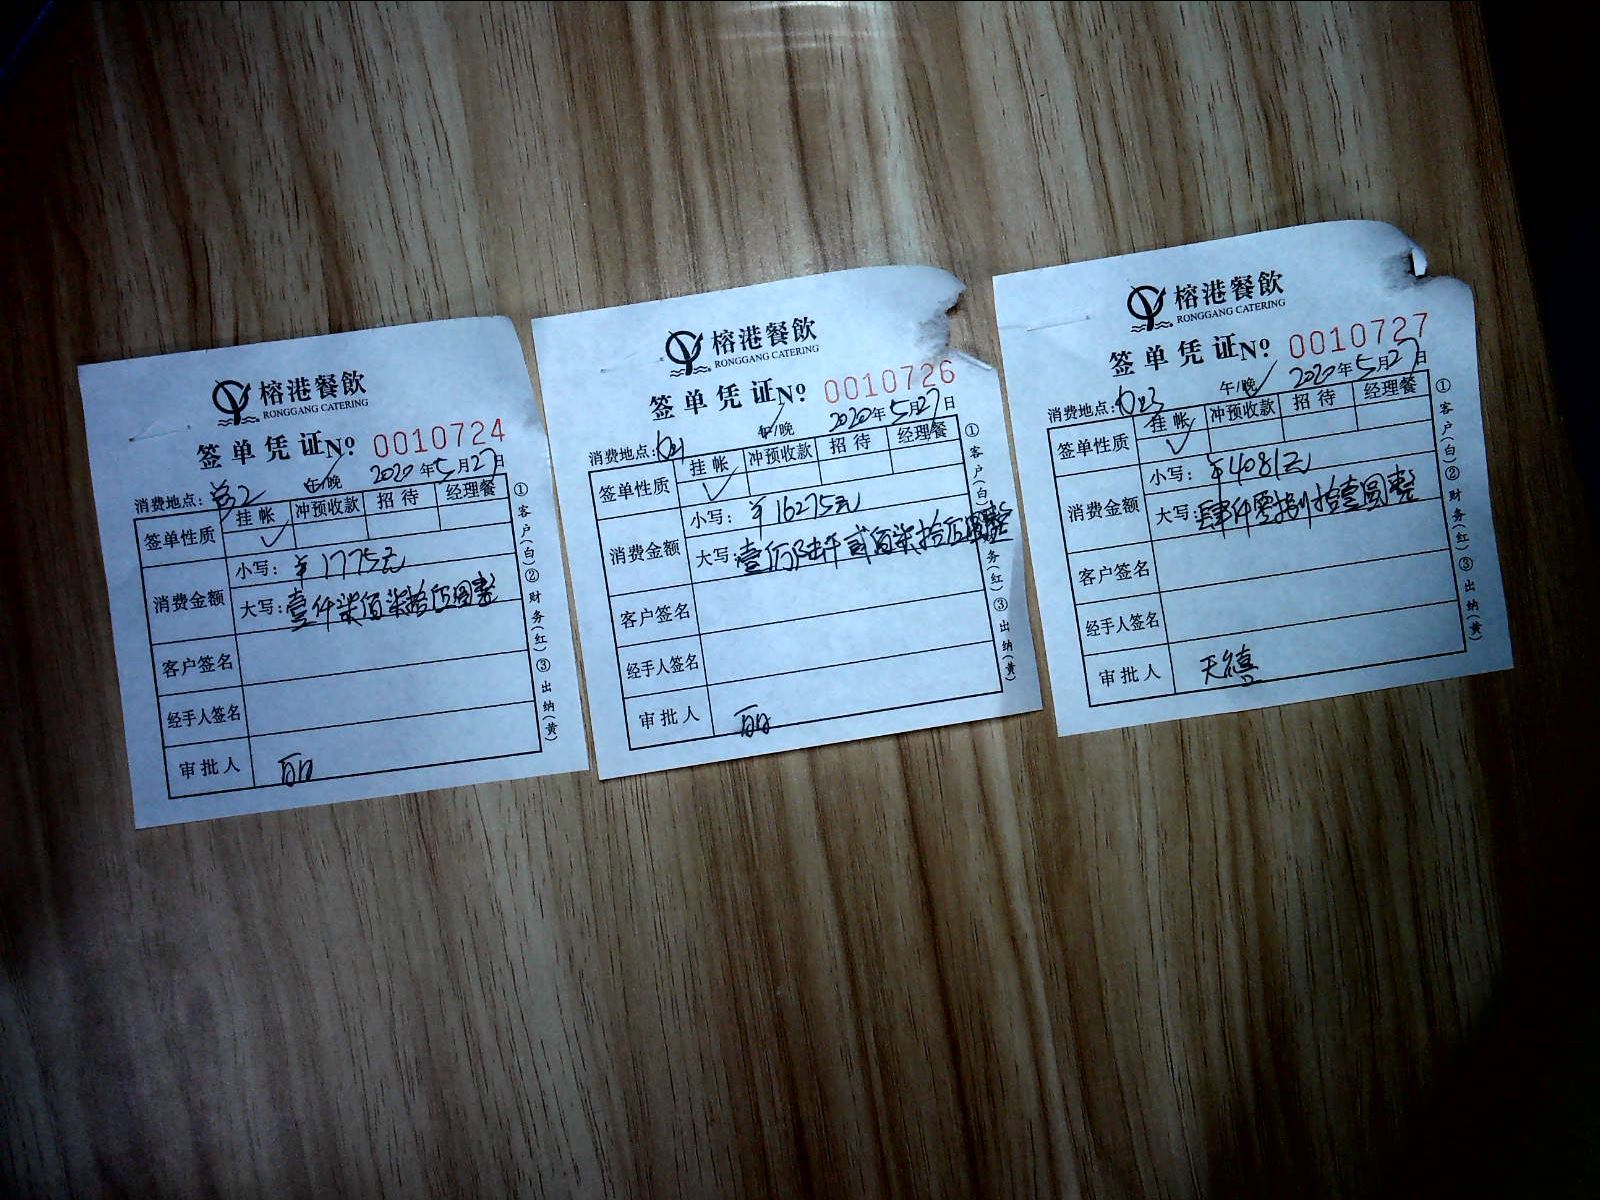 榕港餐飲
RONGGANG CATERING
签单凭证№ 0010724
午/晚 2020年5月27日
消费地点:
签单性质 挂帐 冲预收款 招待 经理餐
消费金额
小写: ¥1775元
大写: 壹仟柒佰柒拾伍圆整
客户签名
经手人签名
审批人
①客户(白)②财务(红)③出纳(黄)
榕港餐飲
RONGGANG CATERING
签单凭证№ 0010726
午/晚 2020年5月27日
消费地点:
签单性质 挂帐 冲预收款 招待 经理餐
消费金额
小写: ¥16275元
大写: 壹万陆仟贰佰柒拾伍圆整
客户签名
经手人签名
审批人
①客户(白)务(红)③出纳(黄)
榕港餐飲
RONGGANG CATERING
签单凭证№ 0010727
午/晚 2020年5月27日
消费地点:
签单性质 挂帐 冲预收款 招待 经理餐
消费金额
小写: ¥4081元
大写: 肆仟零捌拾壹圆整
客户签名
经手人签名
审批人 天禧
①客户(白)②财务(红)③出纳(黄)